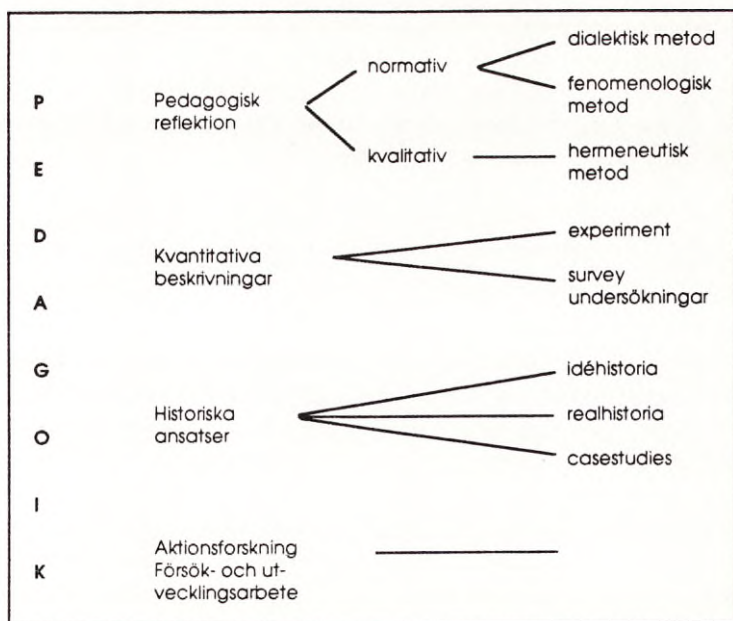 P
E
D
A
G
O
I
K
Pedagogisk
reflektion
normativ
dialektisk metod
fenomenologisk
metod
kvalitativ
hermeneutisk
metod
Kvantitativa
beskrivningar
experiment
survey
undersökningar
Historiska
ansatser
idéhistoria
realhistoria
casestudies
Aktionsforskning
Försök- och ut-
vecklingsarbete